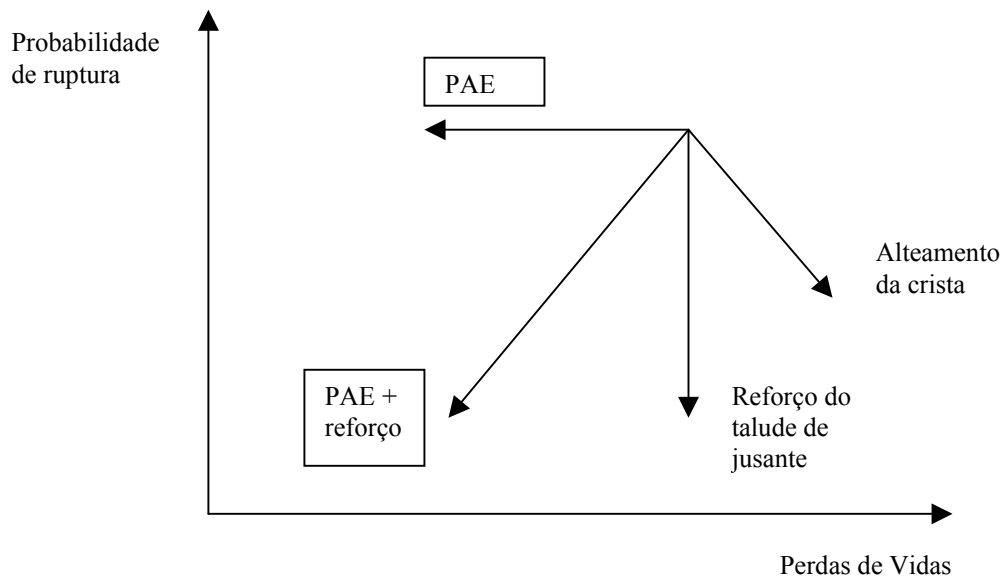 Probabilidade
de ruptura
PAE
Alteamento
da crista
PAE +
reforço
Reforço do
talude de
jusante
Perdas de Vidas